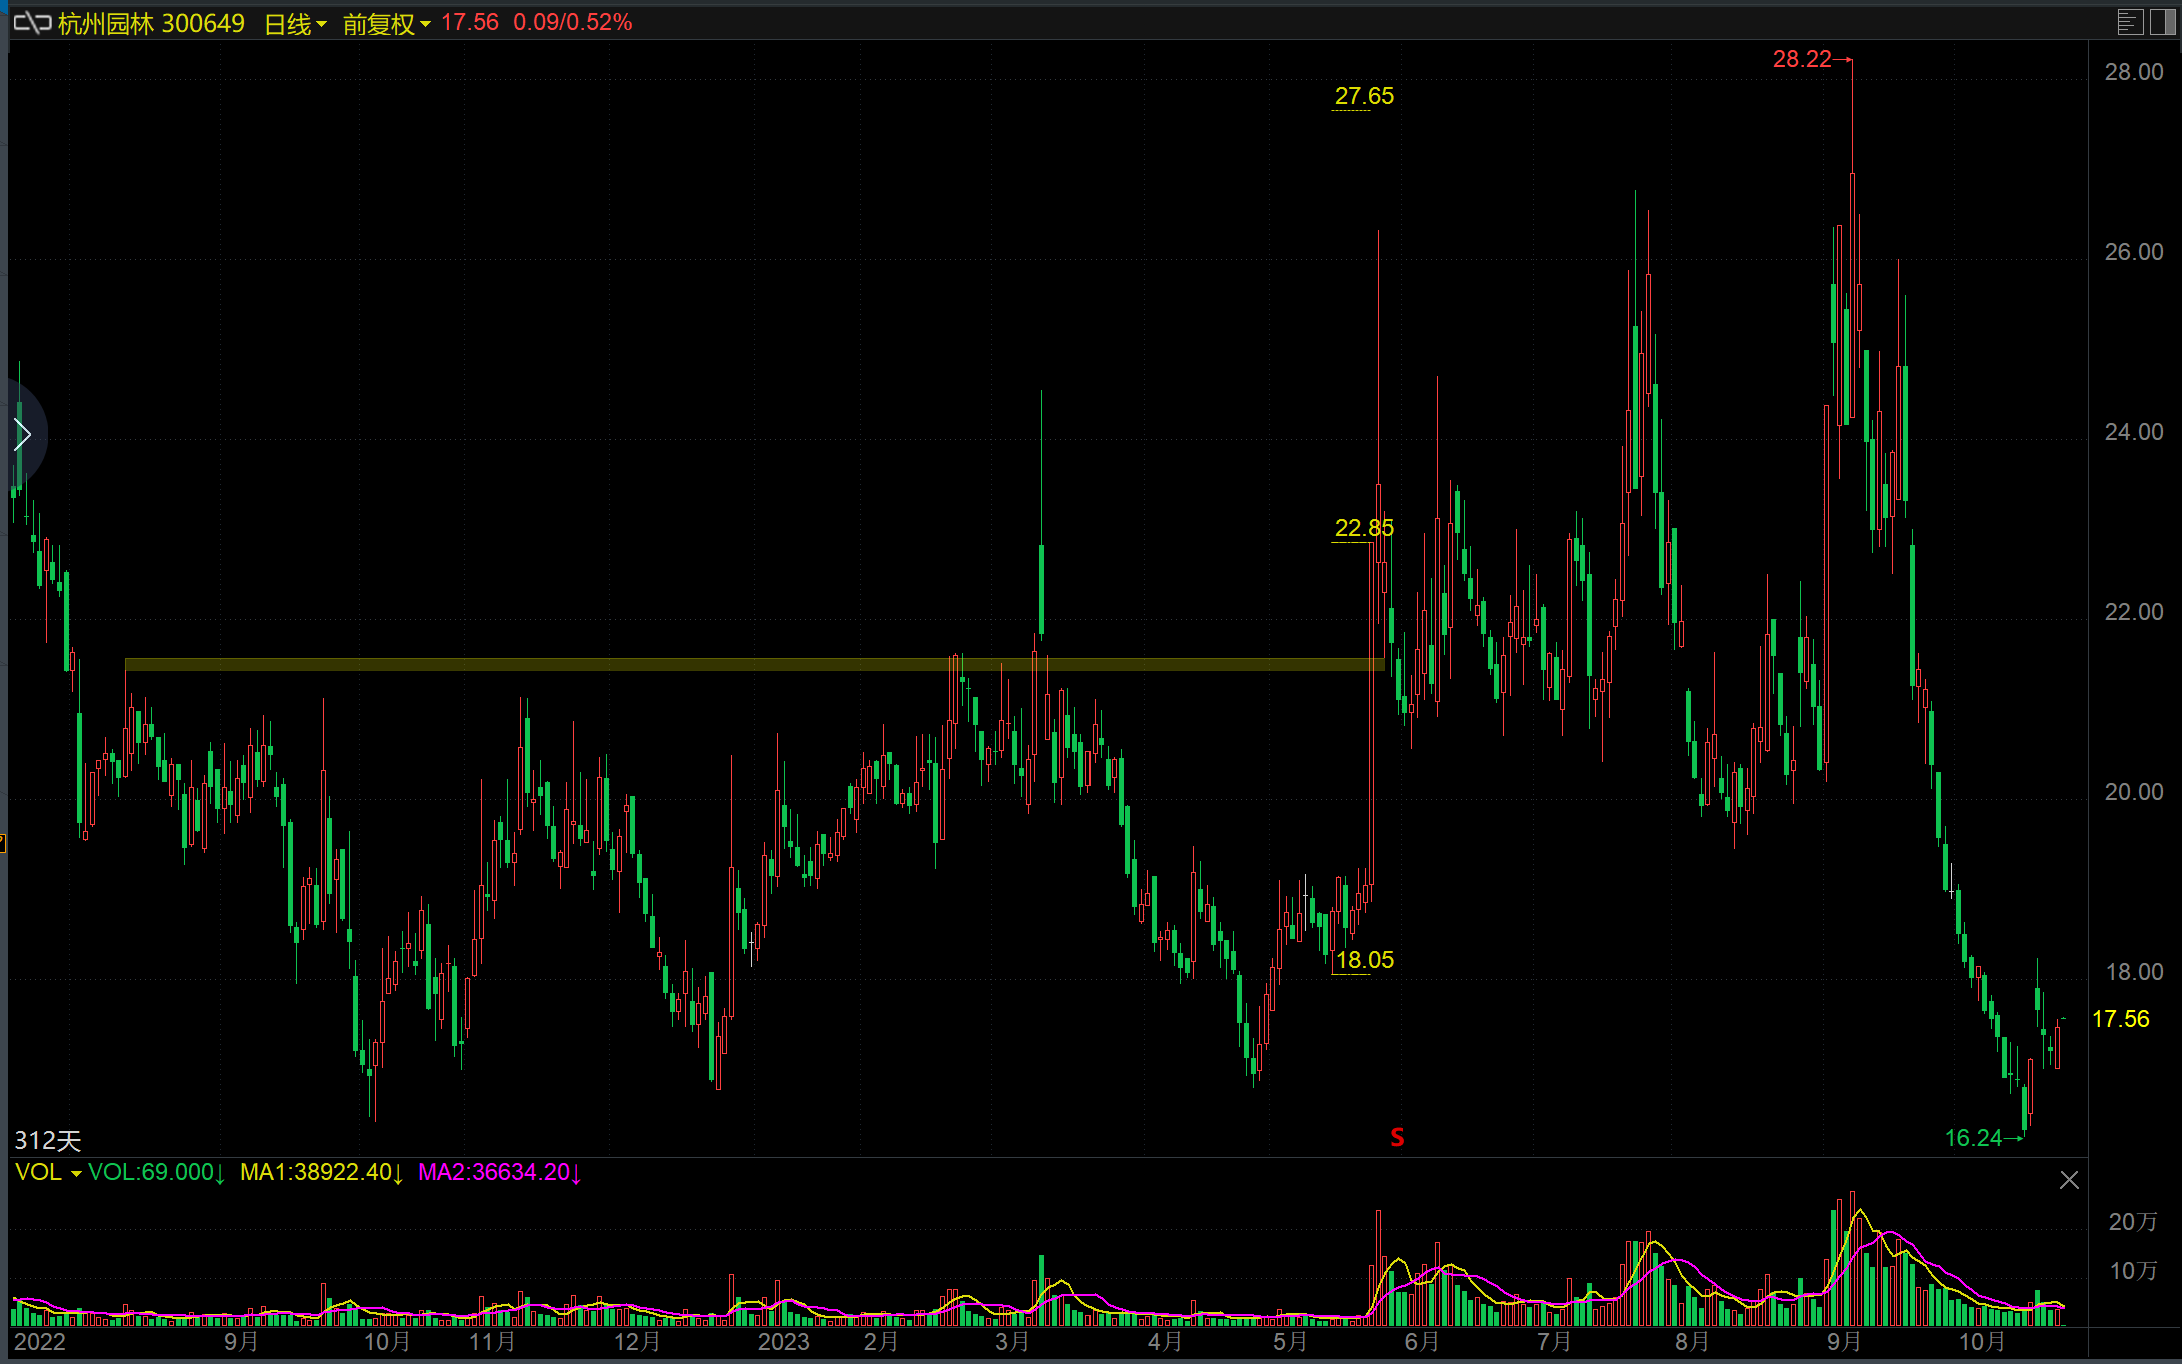 杭州园林 300649 日线 前复权 17.56 0.09/0.52%
28.22
28.00
27.65
26.00
24.00
22.85
22.00
20.00
18.05
18.00
17.56
16.24
S
312天
VOL VOL:69.000↓ MA1:38922.40↓ MA2:36634.20↓
20万
10万
2022 9月 10月 11月 12月 2023 2月 3月 4月 5月 6月 7月 8月 9月 10月